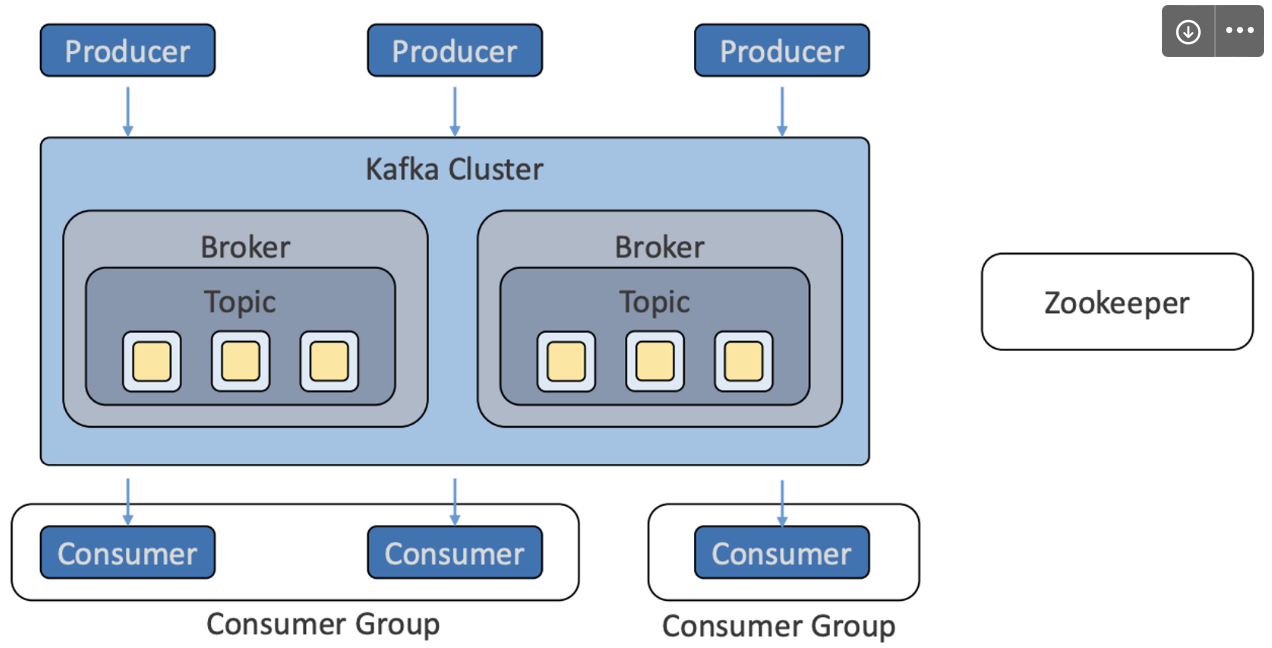 Producer
Producer
Producer
Kafka Cluster
Broker
Broker
Topic
Topic
Zookeeper
Consumer
Consumer
Consumer
Consumer Group
Consumer Group